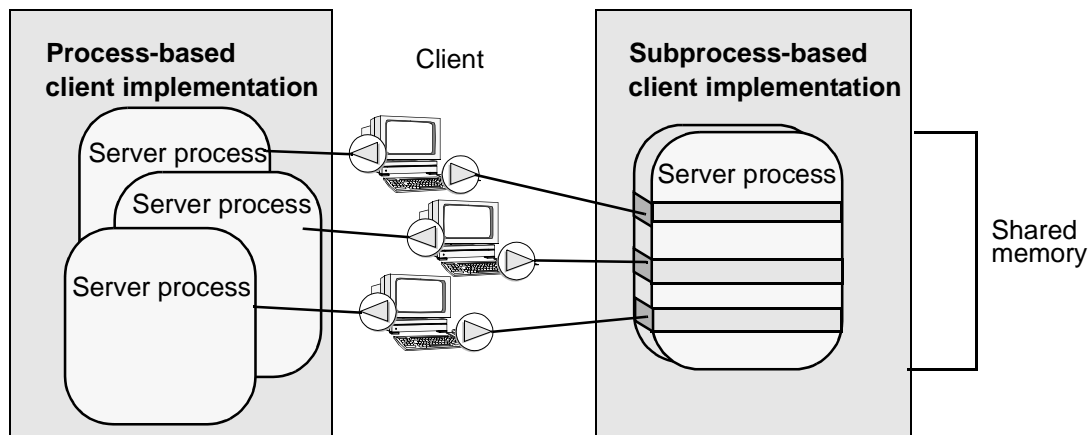 Process-based
client implementation
Server process
Server process
Server process
Client
Subprocess-based
client implementation
Server process
Shared
memory